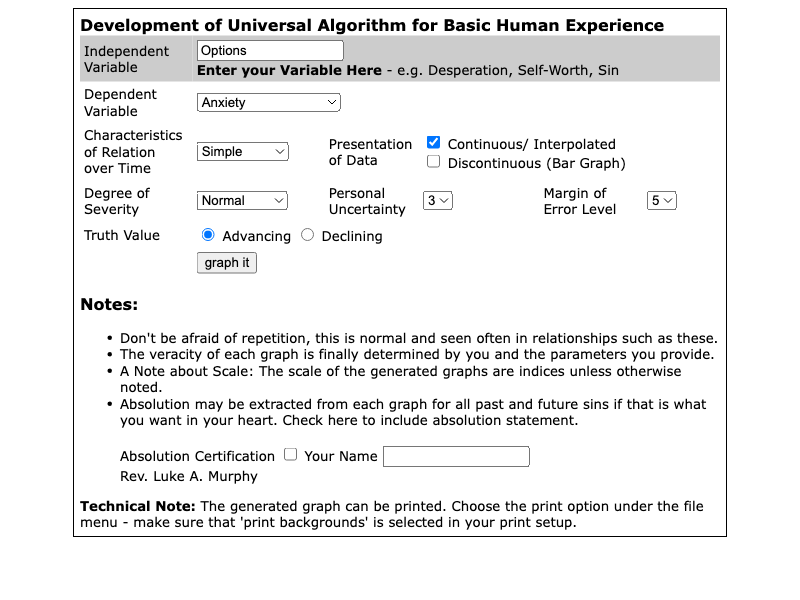 Development of Universal Algorithm for Basic Human Experience
Independent Variable
Options
Enter your Variable Here - e.g. Desperation, Self-Worth, Sin
Dependent Variable
Anxiety
Characteristics of Relation over Time
Simple
Presentation of Data
Continuous/ Interpolated
Discontinuous (Bar Graph)
Degree of Severity
Normal
Personal Uncertainty
3
Margin of Error Level
5
Truth Value
Advancing
Declining
graph it
Notes:
• Don't be afraid of repetition, this is normal and seen often in relationships such as these.
• The veracity of each graph is finally determined by you and the parameters you provide.
• A Note about Scale: The scale of the generated graphs are indices unless otherwise
noted.
• Absolution may be extracted from each graph for all past and future sins if that is what
you want in your heart. Check here to include absolution statement.
Absolution Certification
Your Name
Rev. Luke A. Murphy
Technical Note: The generated graph can be printed. Choose the print option under the file
menu - make sure that 'print backgrounds' is selected in your print setup.